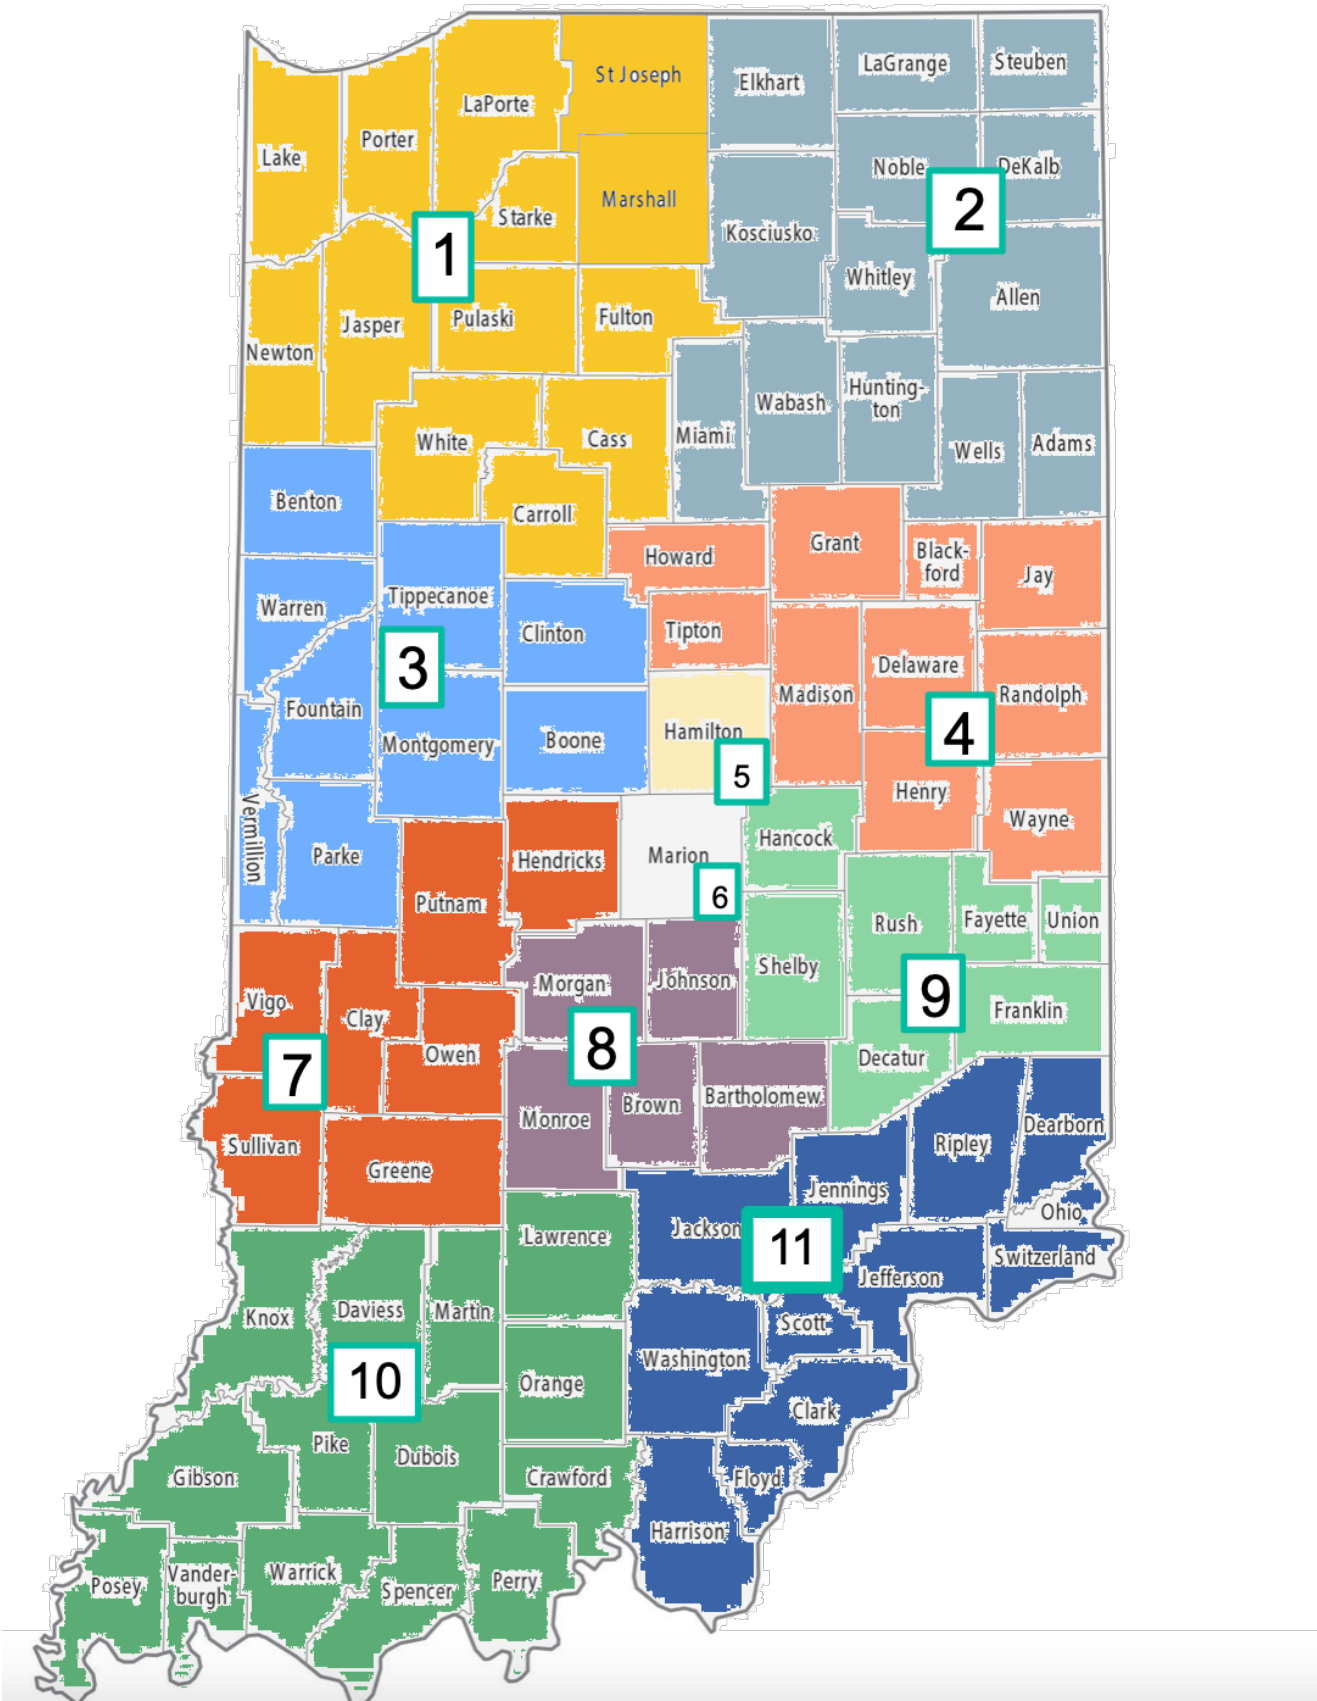 St Joseph
Elkhart
LaGrange
Steuben
LaPorte
Porter
Lake
Noble
DeKalb
2
Marshall
Starke
Kosciusko
1
Whitley
Allen
Pulaski
Fulton
Jasper
Newton
Hunting-
ton
Wabash
Miami
White
Cass
Wells
Adams
Benton
Carroll
Grant
Howard
Black-
ford
Jay
Warren
Tippecanoe
Clinton
Tipton
3
Delaware
Madison
Randolph
Fountain
Hamilton
4
Montgomery
Boone
5
Henry
Wayne
Vermillion
Parke
Hendricks
Marion
Hancock
6
Putnam
Rush
Fayette
Union
Shelby
Morgan
Johnson
9
Franklin
Vigo
Clay
8
Owen
Decatur
7
Bartholomew
Brown
Monroe
Dearborn
Ripley
Sullivan
Greene
Jennings
Ohio
Lawrence
Jackson
11
Switzerland
Jefferson
Knox
Daviess
Martin
Scott
Washington
10
Orange
Clark
Pike
Dubois
Gibson
Crawford
Floyd
Harrison
Posey
Vander-
burgh
Warrick
Spencer
Perry